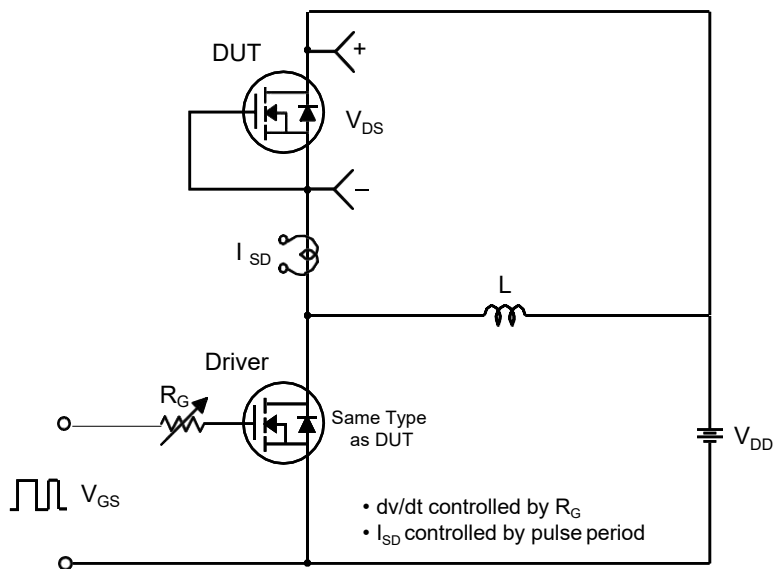 DUT
+
V_DS
−
I_SD
L
Driver
R_G
Same Type
as DUT
V_DD
V_GS
• dv/dt controlled by R_G
• I_SD controlled by pulse period